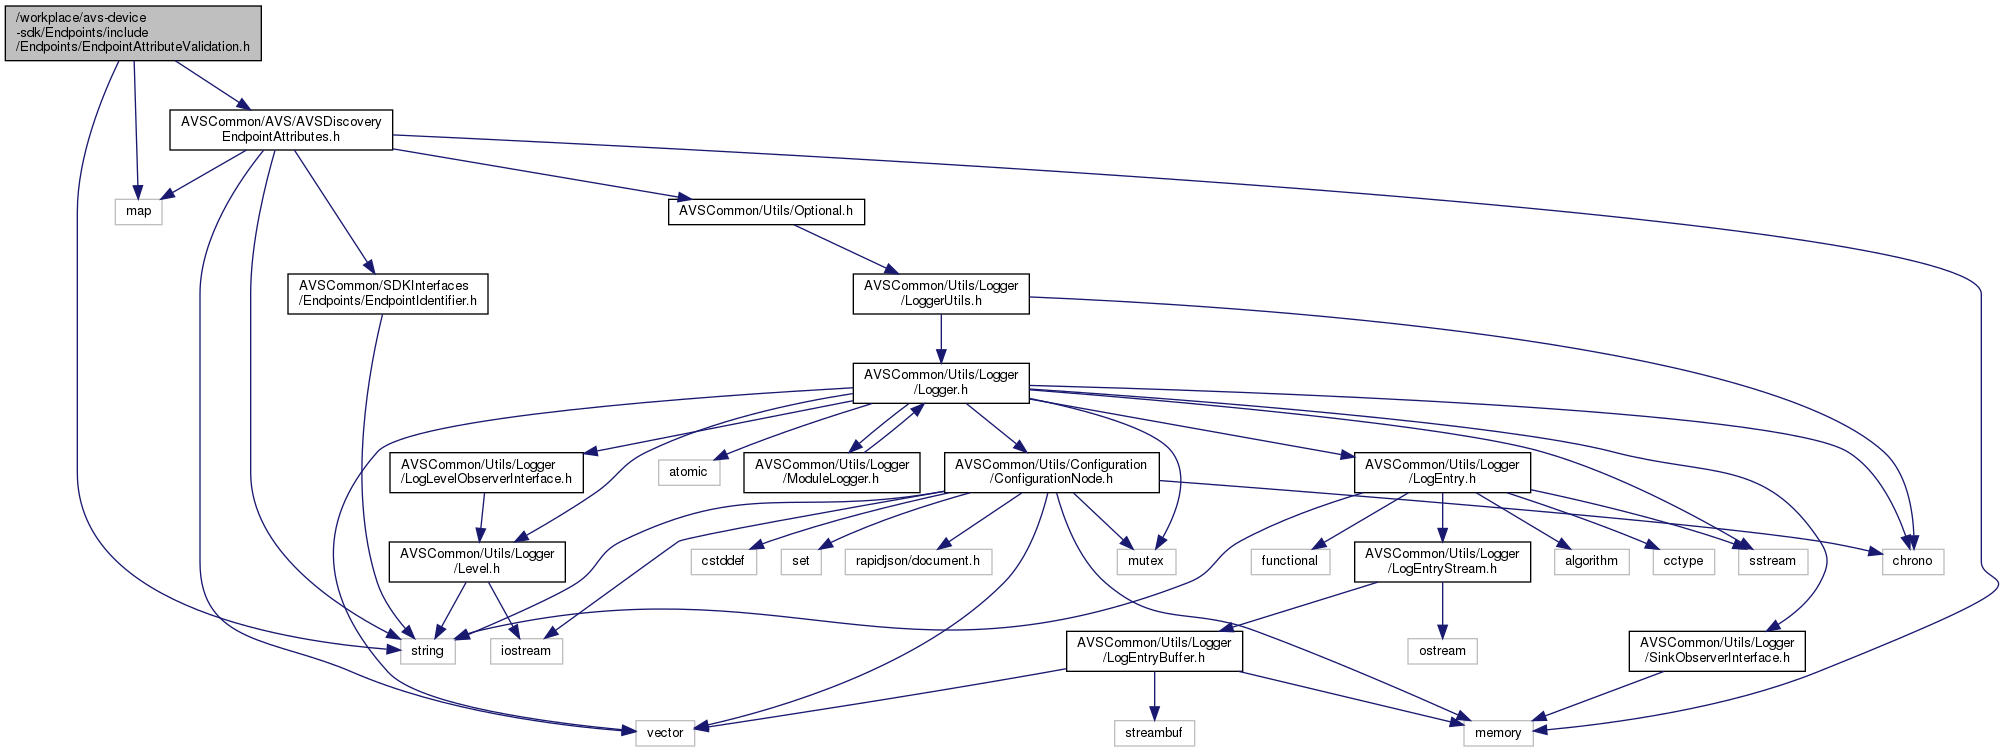 /workplace/avs-device
-sdk/Endpoints/include
/Endpoints/EndpointAttributeValidation.h
AVSCommon/AVS/AVSDiscovery
EndpointAttributes.h
map
AVSCommon/Utils/Optional.h
AVSCommon/SDKInterfaces
/Endpoints/EndpointIdentifier.h
AVSCommon/Utils/Logger
/LoggerUtils.h
AVSCommon/Utils/Logger
/Logger.h
AVSCommon/Utils/Logger
/LogLevelObserverInterface.h
atomic
AVSCommon/Utils/Logger
/ModuleLogger.h
AVSCommon/Utils/Configuration
/ConfigurationNode.h
AVSCommon/Utils/Logger
/LogEntry.h
AVSCommon/Utils/Logger
/Level.h
cstddef
set
rapidjson/document.h
mutex
functional
AVSCommon/Utils/Logger
/LogEntryStream.h
algorithm
cctype
sstream
chrono
string
iostream
AVSCommon/Utils/Logger
/LogEntryBuffer.h
ostream
AVSCommon/Utils/Logger
/SinkObserverInterface.h
vector
streambuf
memory